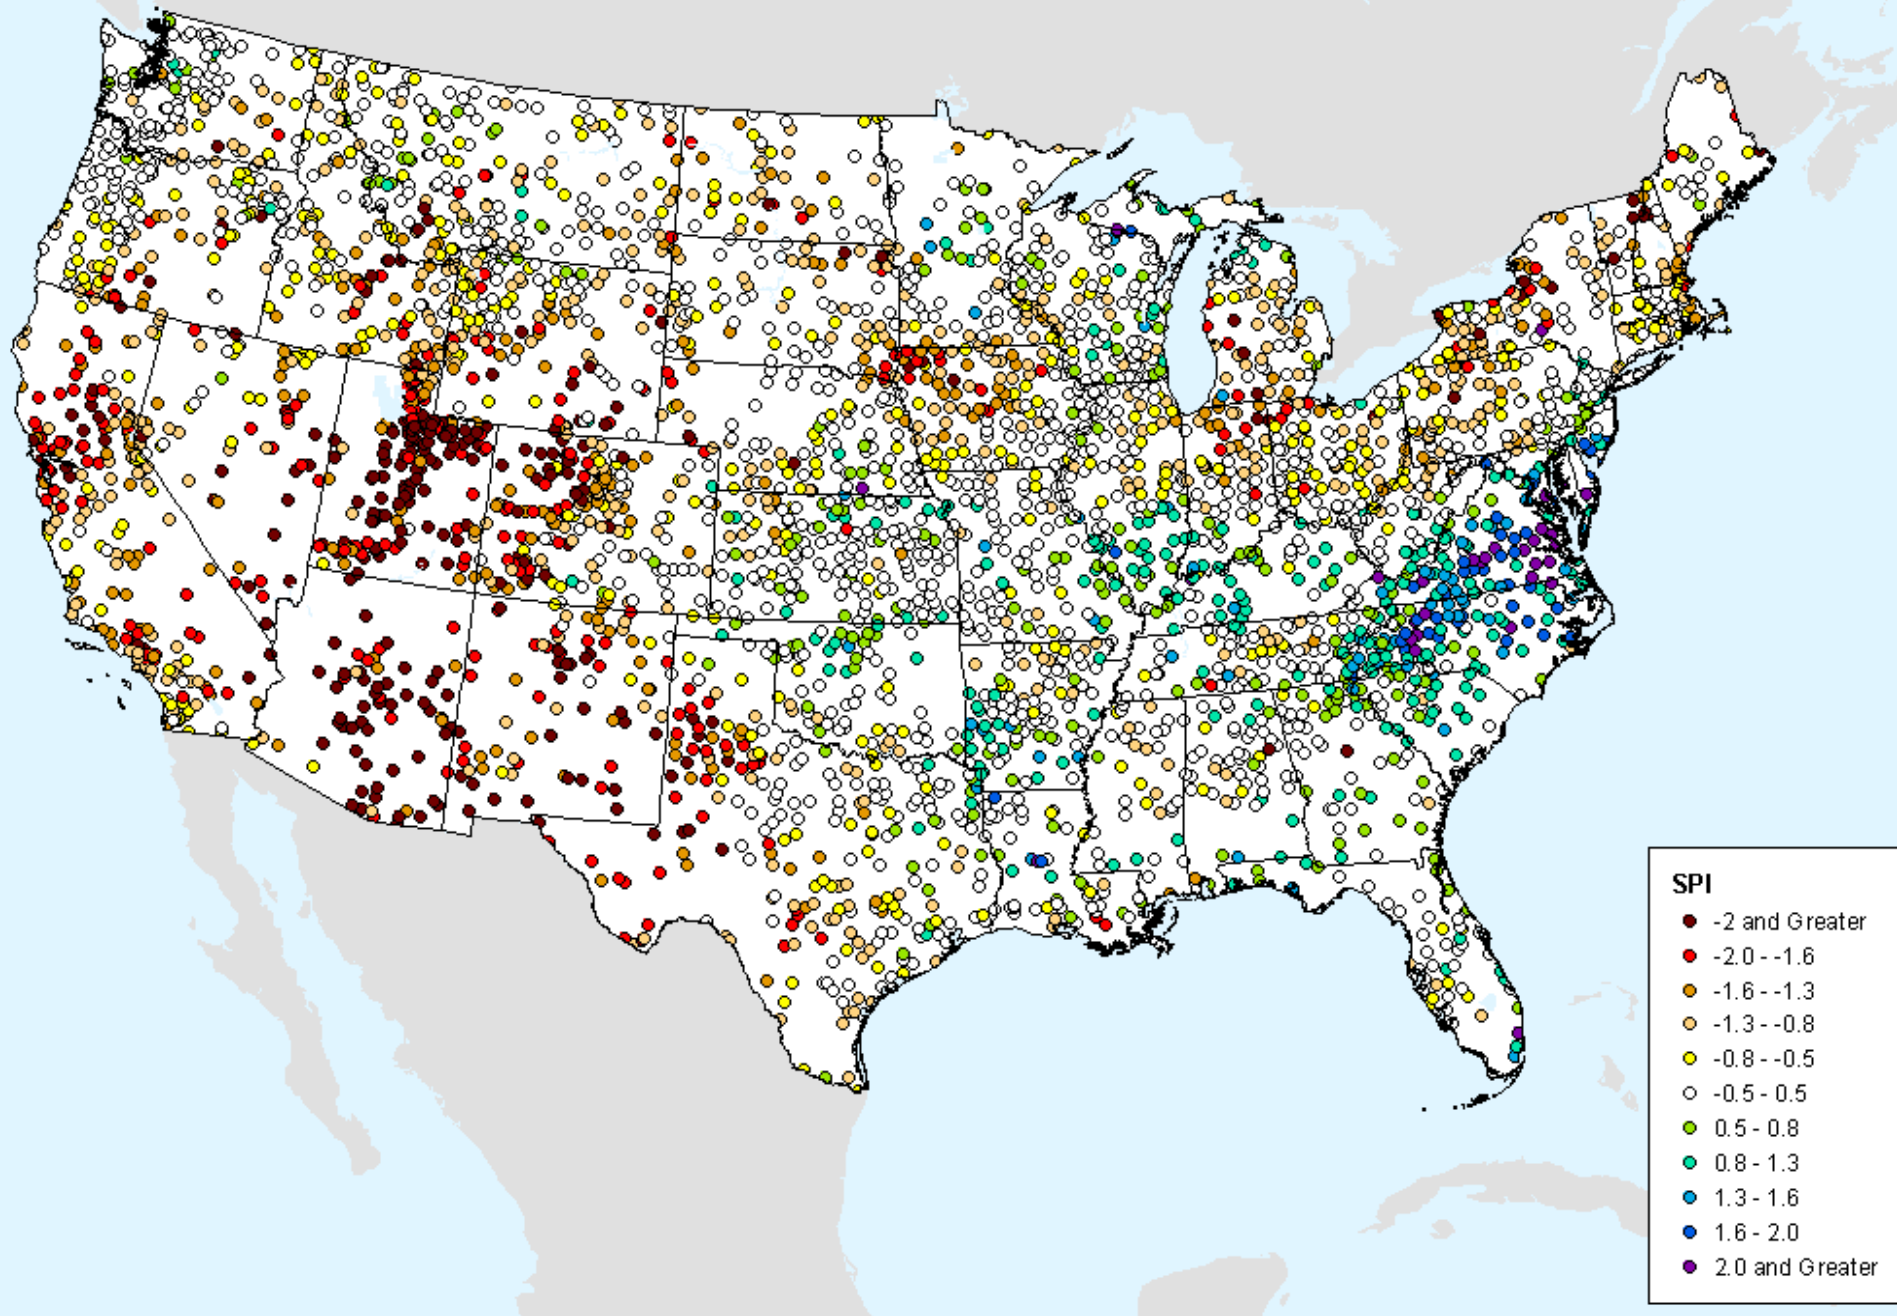 SPI
-2 and Greater
-2.0 - -1.6
-1.6 - -1.3
-1.3 - -0.8
-0.8 - -0.5
-0.5 - 0.5
0.5 - 0.8
0.8 - 1.3
1.3 - 1.6
1.6 - 2.0
2.0 and Greater